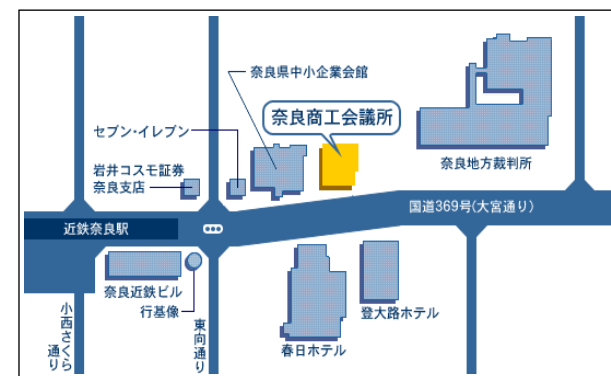 奈良県中小企業会館
奈良商工会議所
セブン・イレブン
岩井コスモ証券
奈良支店
奈良地方裁判所
国道369号(大宮通り)
近鉄奈良駅
奈良近鉄ビル
行基像
登大路ホテル
春日ホテル
小西さくら
通り
東向通り